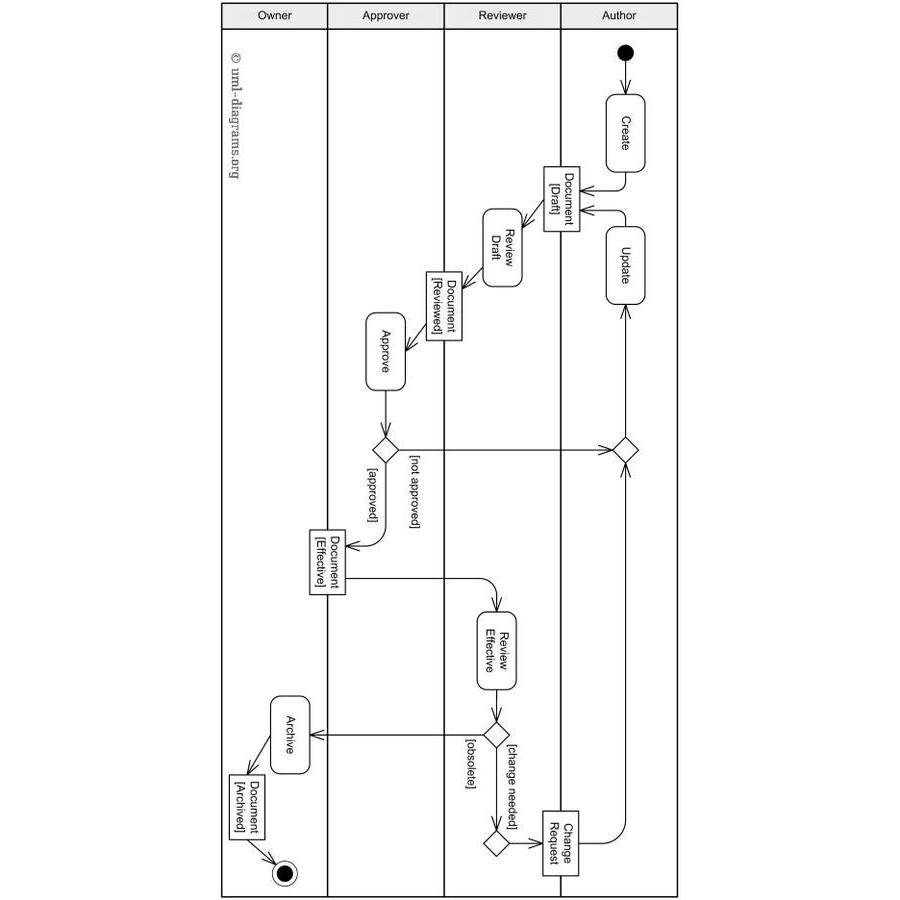 Owner
Approver
Reviewer
Author
© uml-diagrams.org
Create
Document
[Draft]
Update
Review
Draft
Document
[Reviewed]
Approve
[not approved]
[approved]
Document
[Effective]
Review
Effective
Archive
[change needed]
[obsolete]
Document
[Archived]
Change
Request